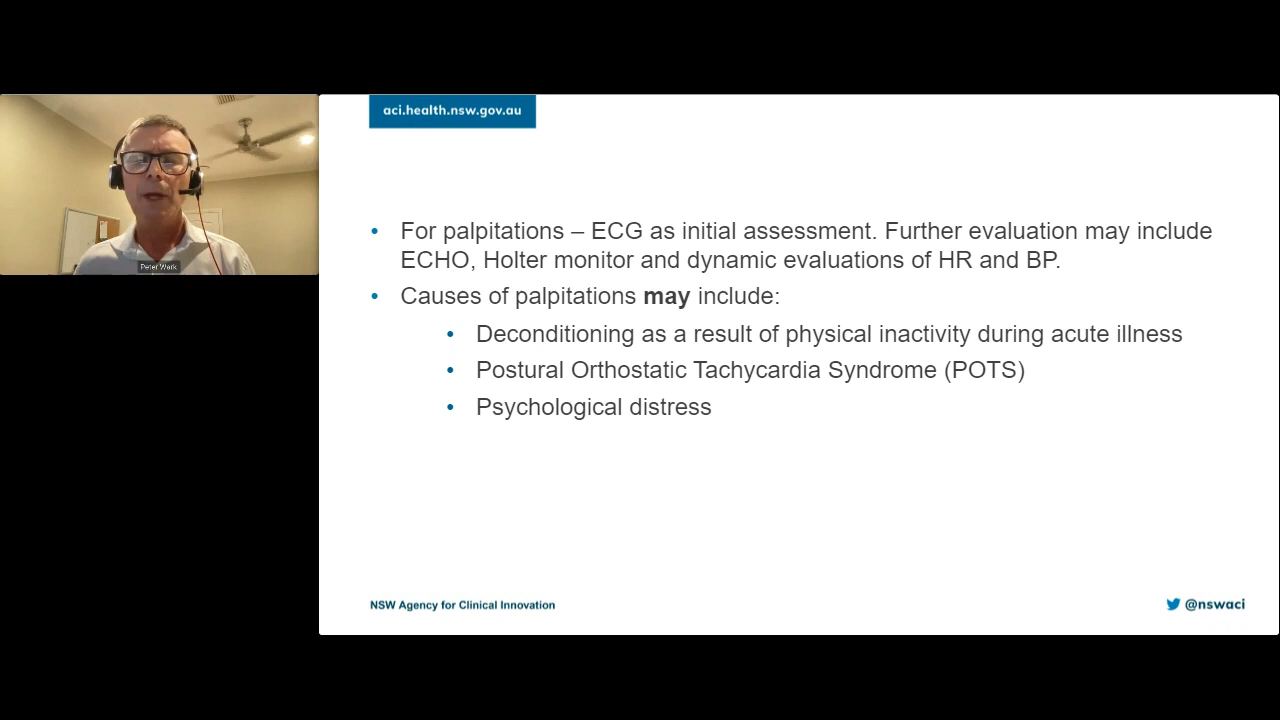 aci.health.nsw.gov.au
Peter Wark
• For palpitations – ECG as initial assessment. Further evaluation may include
ECHO, Holter monitor and dynamic evaluations of HR and BP.
• Causes of palpitations may include:
• Deconditioning as a result of physical inactivity during acute illness
• Postural Orthostatic Tachycardia Syndrome (POTS)
• Psychological distress
NSW Agency for Clinical Innovation
@nswaci